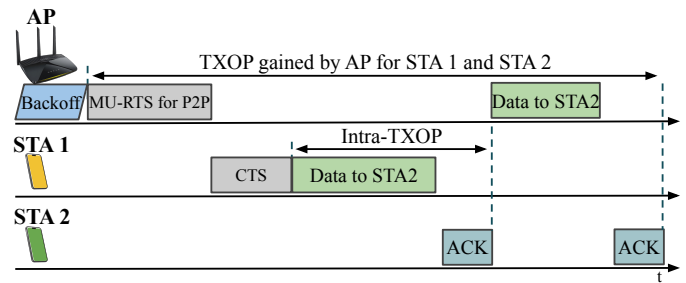 AP
TXOP gained by AP for STA 1 and STA 2
Backoff
MU-RTS for P2P
Data to STA2
STA 1
Intra-TXOP
CTS
Data to STA2
STA 2
ACK
ACK
t